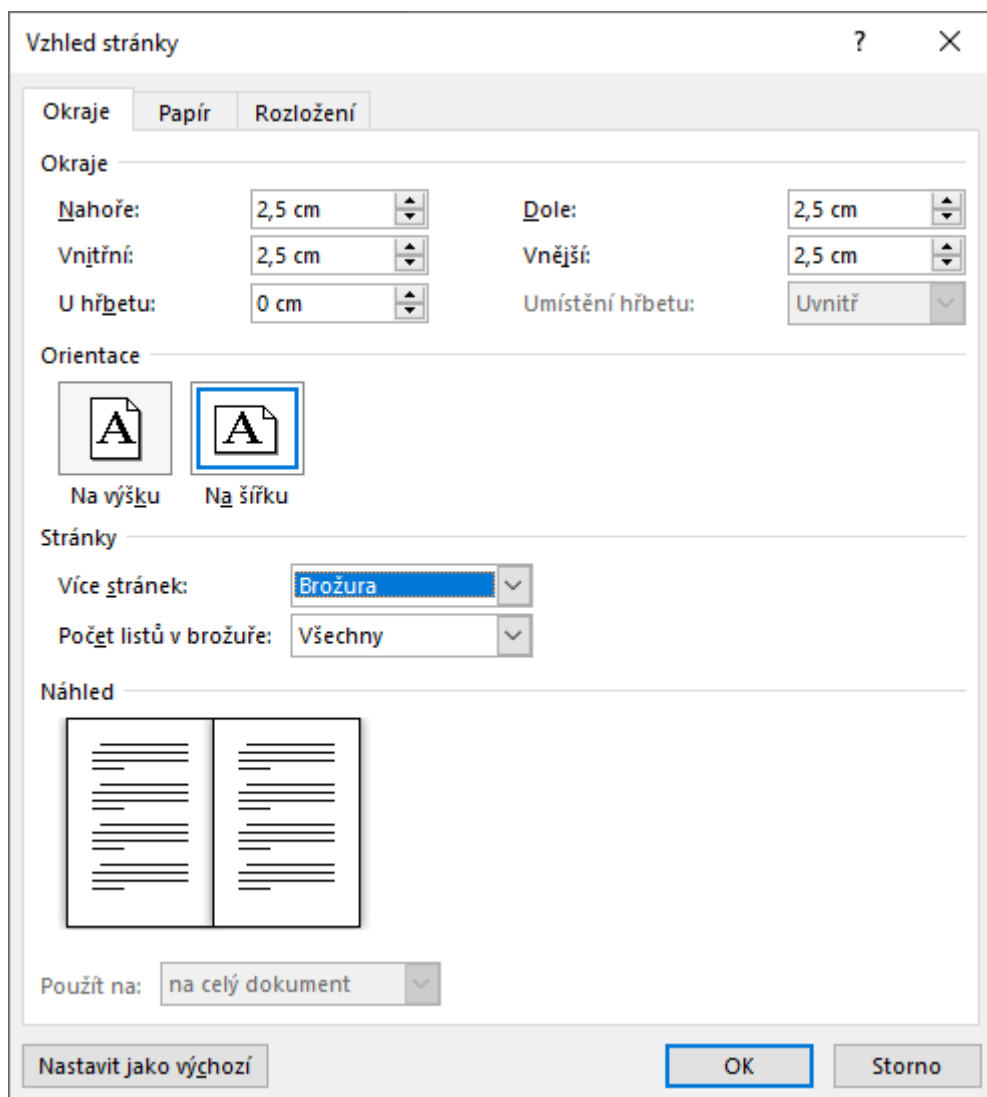 Vzhled stránky ?
Okraje Papír Rozložení
Okraje
Nahoře: 2,5 cm Dole: 2,5 cm
Vnitřní: 2,5 cm Vnější: 2,5 cm
U hřbetu: 0 cm Umístění hřbetu: Uvnitř
Orientace
A A
Na výšku Na šířku
Stránky
Více stránek: Brožura
Počet listů v brožuře: Všechny
Náhled
Použít na: na celý dokument
Nastavit jako výchozí OK Storno